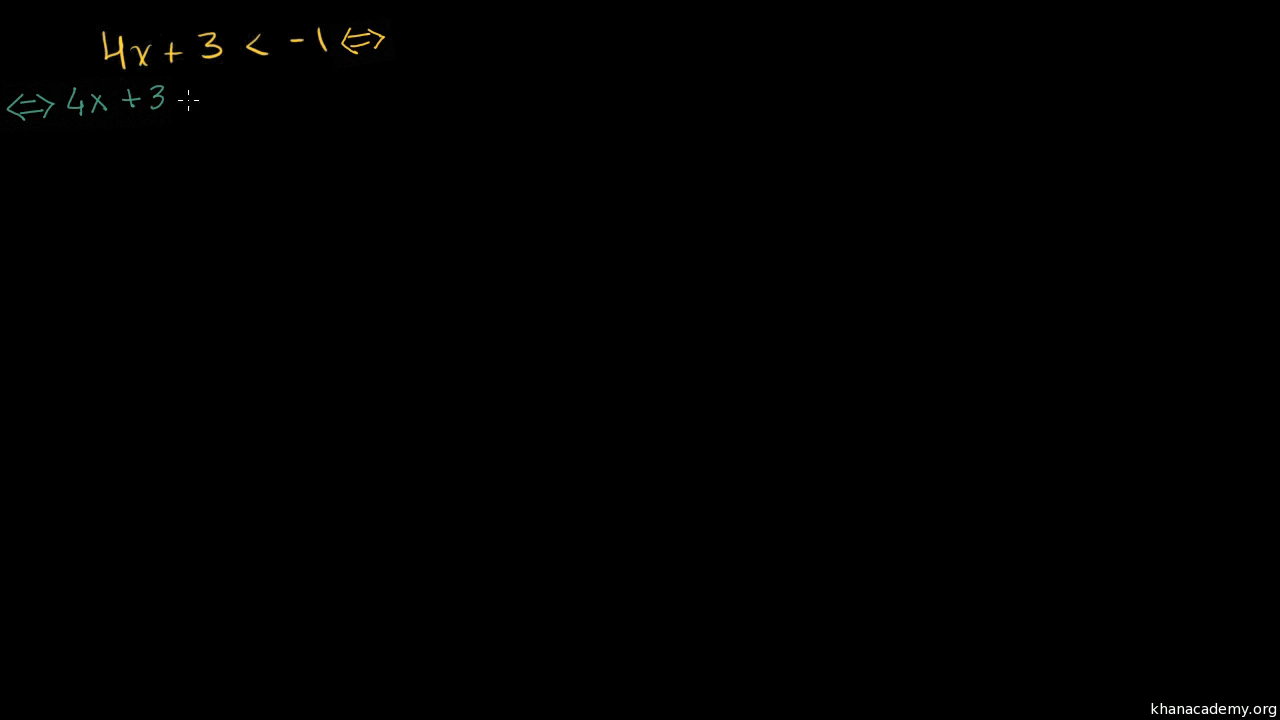 4x + 3 < -1 ⇔
⇔ 4x + 3
khanacademy.org